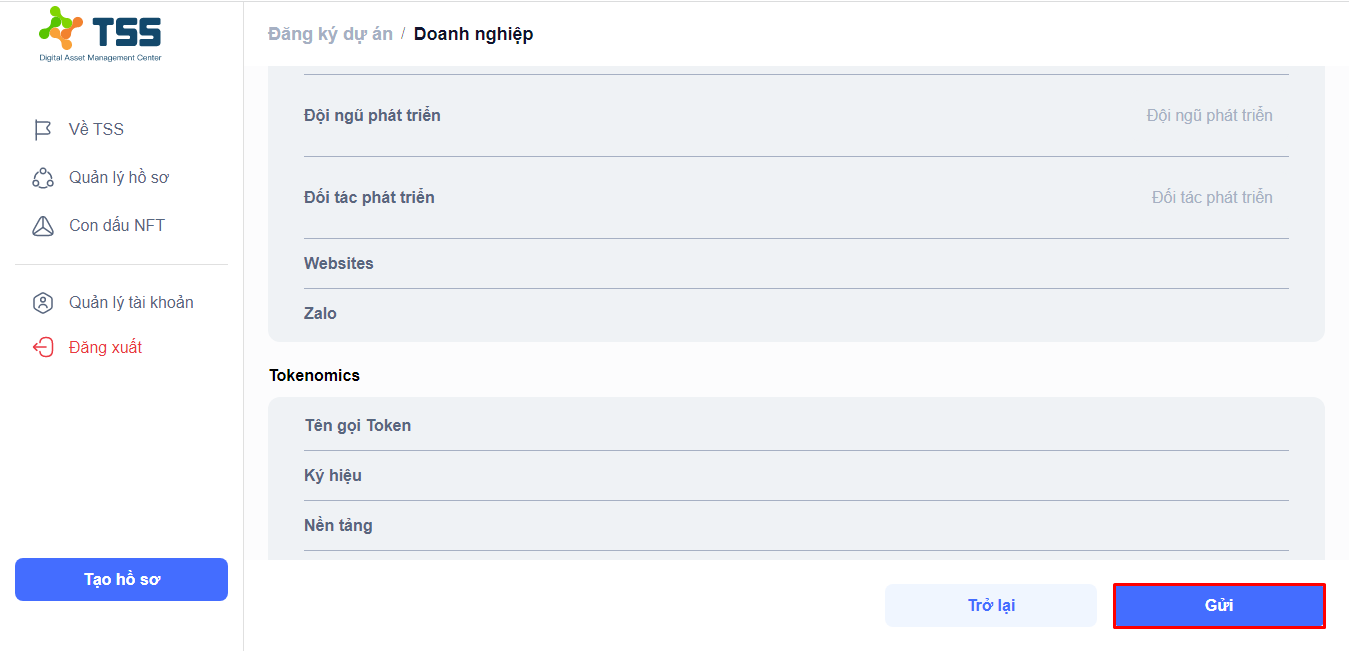 TSS
Digital Asset Management Center
Về TSS
Quản lý hồ sơ
Con dấu NFT
Quản lý tài khoản
Đăng xuất
Tạo hồ sơ
Đăng ký dự án / Doanh nghiệp
Đội ngũ phát triển Đội ngũ phát triển
Đối tác phát triển Đối tác phát triển
Websites
Zalo
Tokenomics
Tên gọi Token
Ký hiệu
Nền tảng
Trở lại Gửi